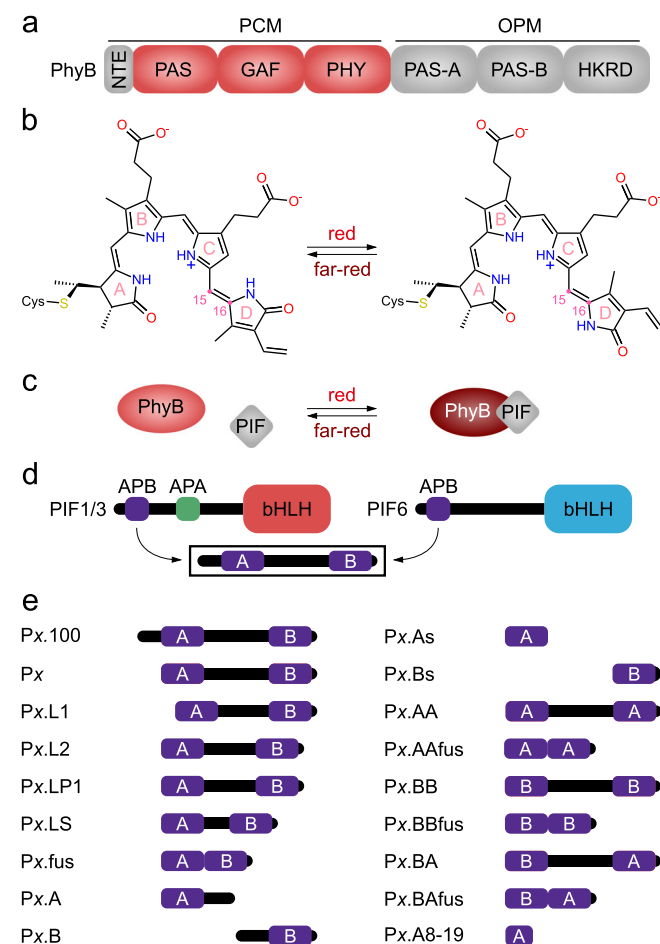 a
PCM OPM
PhyB NTE PAS GAF PHY PAS-A PAS-B HKRD
b
O O- O O-
O O- O O-
B NH C HN + A NH O Cys S 15 16 H N D O
red
far-red
B NH C HN + A NH O Cys S 15 16 HN D O
c
PhyB PIF
red
far-red
PhyB PIF
d
APB APA APB
PIF1/3 bHLH PIF6 bHLH
A B
e
Px.100 A B Px.As A
Px A B Px.Bs B
Px.L1 A B Px.AA A A
Px.L2 A B Px.AAfus A A
Px.LP1 A B Px.BB B B
Px.LS A B Px.BBfus B B
Px.fus A B Px.BA B A
Px.A A Px.BAfus B A
Px.B B Px.A8-19 A